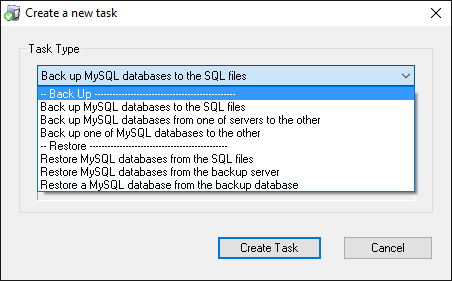 Create a new task
Task Type
Back up MySQL databases to the SQL files
-- Back Up -----------------------------------------------
Back up MySQL databases to the SQL files
Back up MySQL databases from one of servers to the other
Back up one of MySQL databases to the other
-- Restore ----------------------------------------------
Restore MySQL databases from the SQL files
Restore MySQL databases from the backup server
Restore a MySQL database from the backup database
Create Task
Cancel